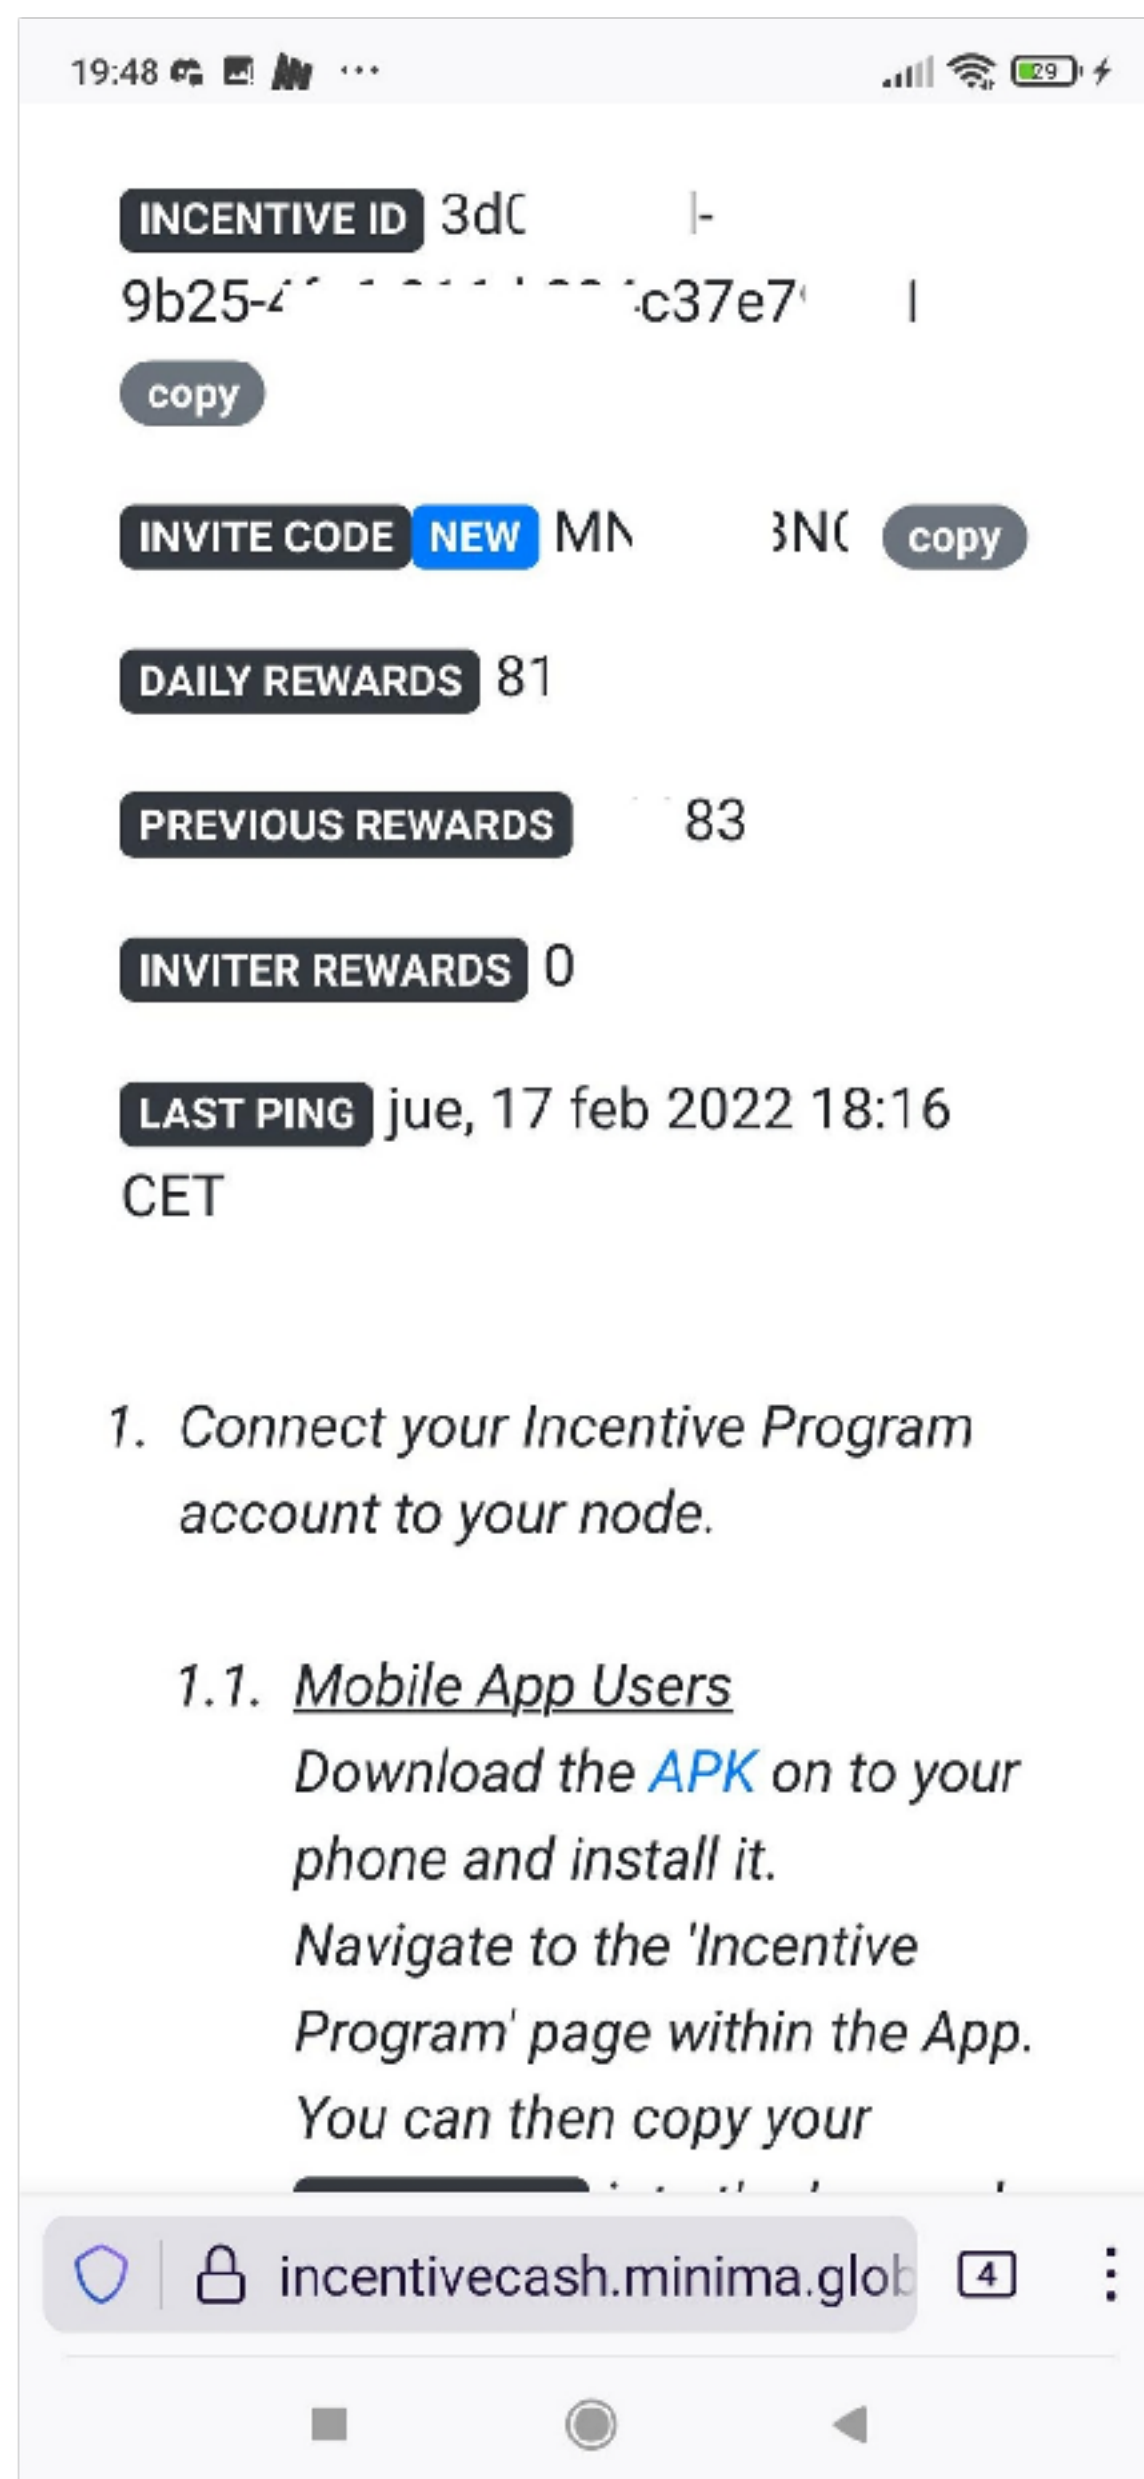 19:48
29
INCENTIVE ID 3d
9b25- c37e7
copy
INVITE CODE NEW MN 3N copy
DAILY REWARDS 81
PREVIOUS REWARDS 83
INVITER REWARDS 0
LAST PING jue, 17 feb 2022 18:16
CET
1. Connect your Incentive Program
account to your node.
1.1. Mobile App Users
Download the APK on to your
phone and install it.
Navigate to the 'Incentive
Program' page within the App.
You can then copy your
incentivecash.minima.glob
4